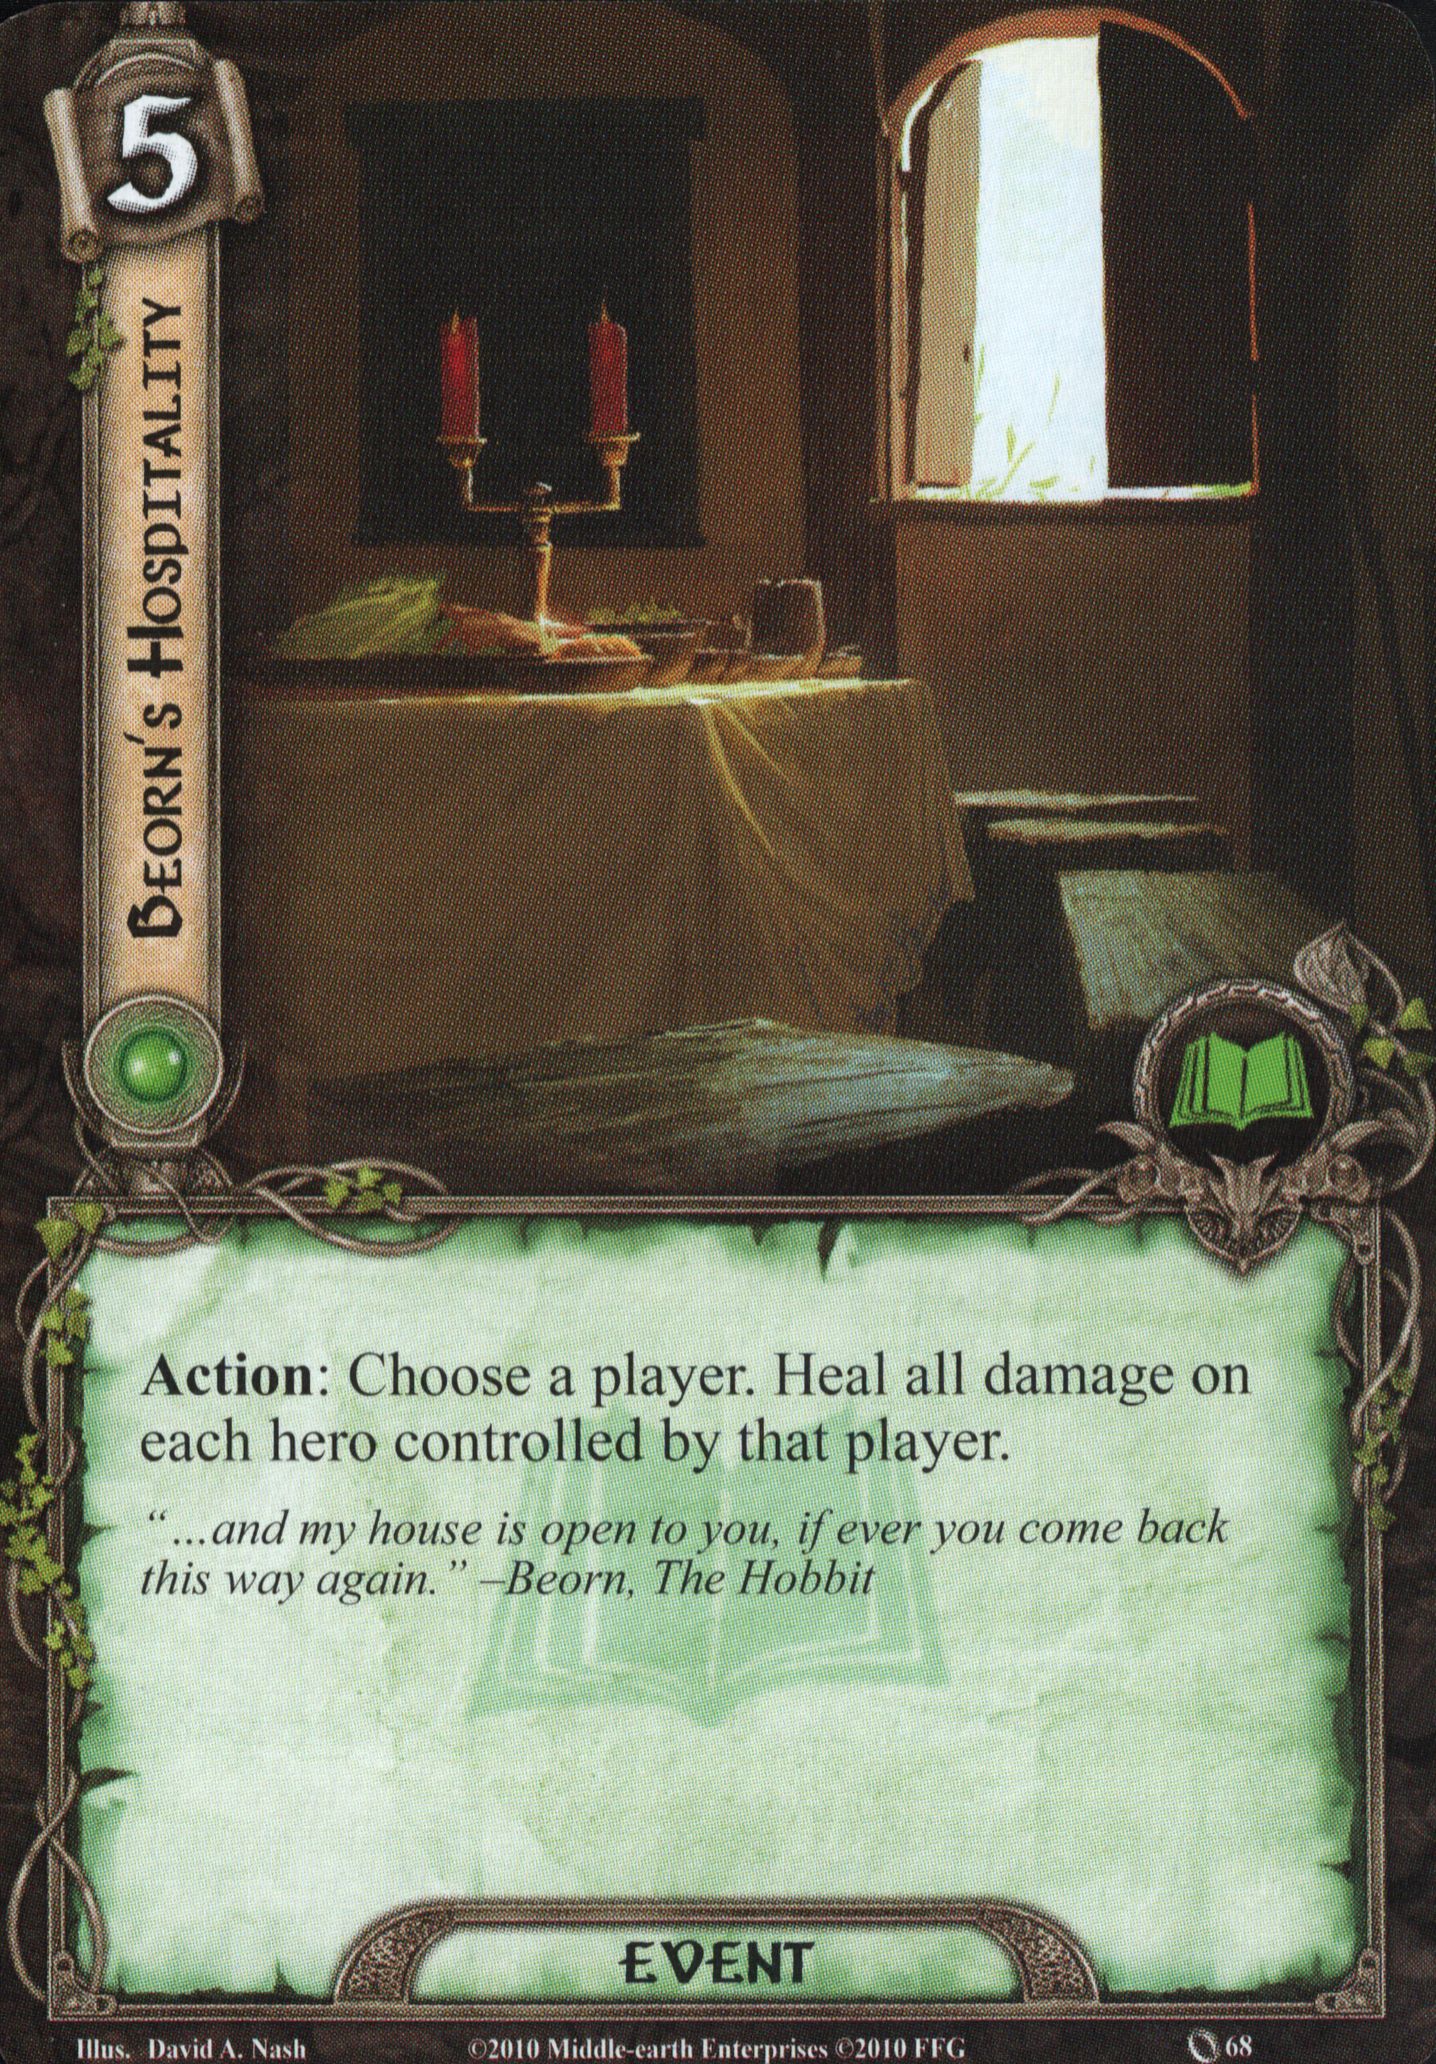 5
BEORN'S HOSPITALITY
Action: Choose a player. Heal all damage on
each hero controlled by that player.
“...and my house is open to you, if ever you come back
this way again.” –Beorn, The Hobbit
EVENT
Illus. David A. Nash
©2010 Middle-earth Enterprises ©2010 FFG
68